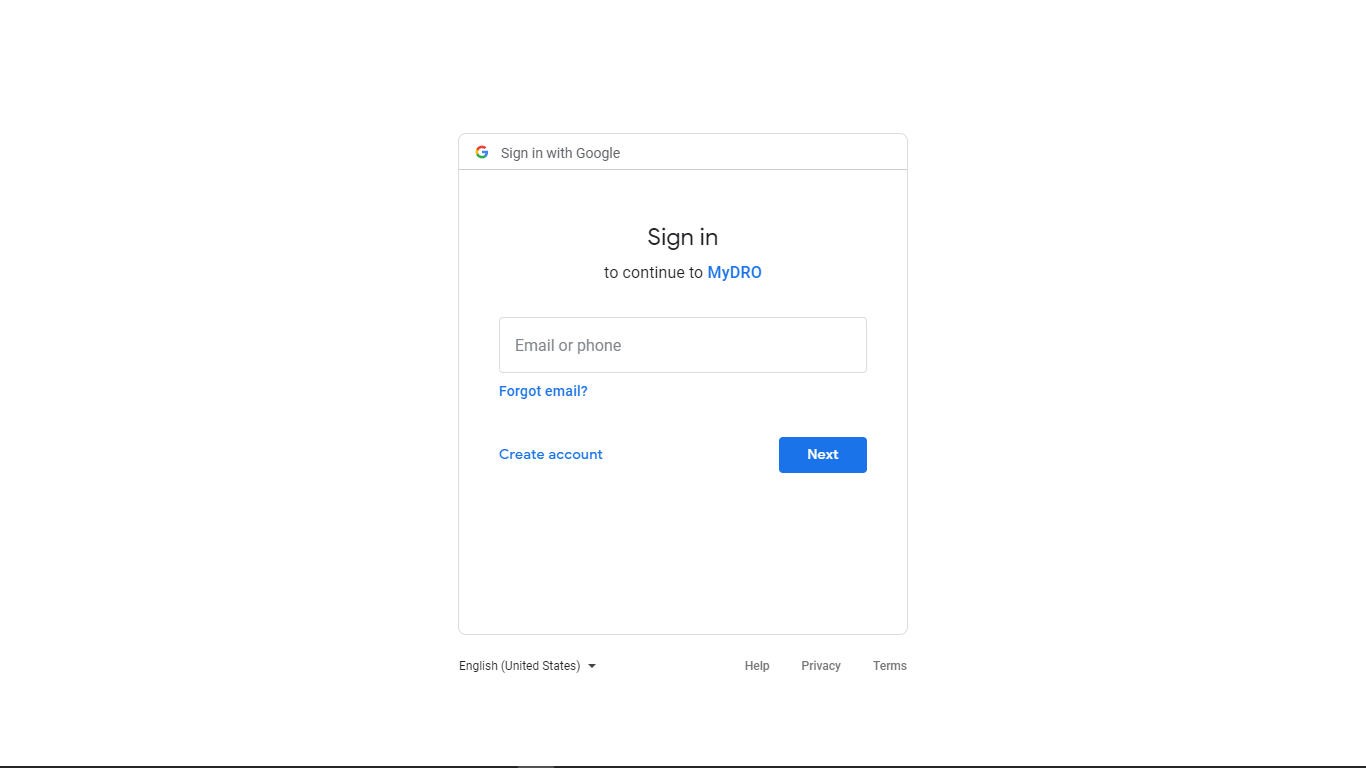 Sign in with Google
Sign in
to continue to MyDRO
Email or phone
Forgot email?
Create account
Next
English (United States)
Help
Privacy
Terms